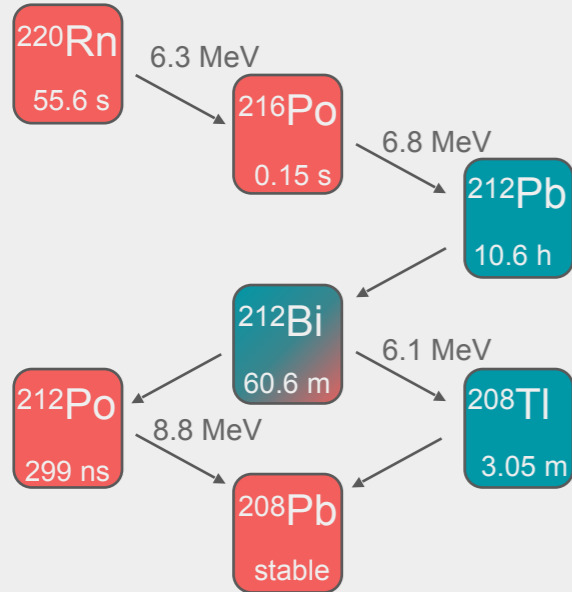 220Rn
55.6 s
6.3 MeV
216Po
0.15 s
6.8 MeV
212Pb
10.6 h
212Bi
60.6 m
6.1 MeV
212Po
299 ns
8.8 MeV
208Tl
3.05 m
208Pb
stable